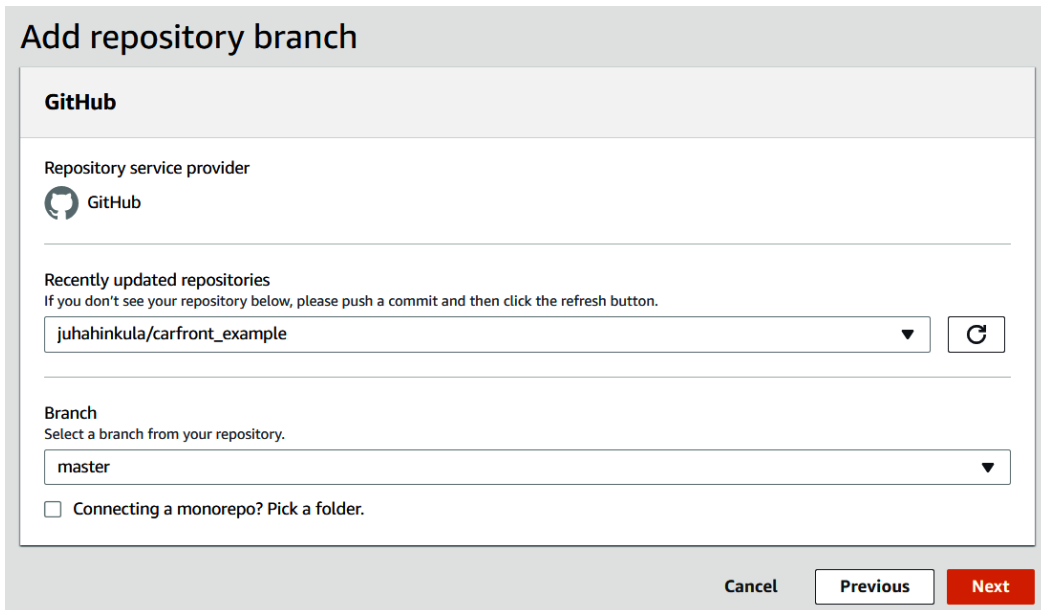 Add repository branch
GitHub
Repository service provider
GitHub
Recently updated repositories
If you don’t see your repository below, please push a commit and then click the refresh button.
juhahinkula/carfront_example
Branch
Select a branch from your repository.
master
Connecting a monorepo? Pick a folder.
Cancel Previous Next